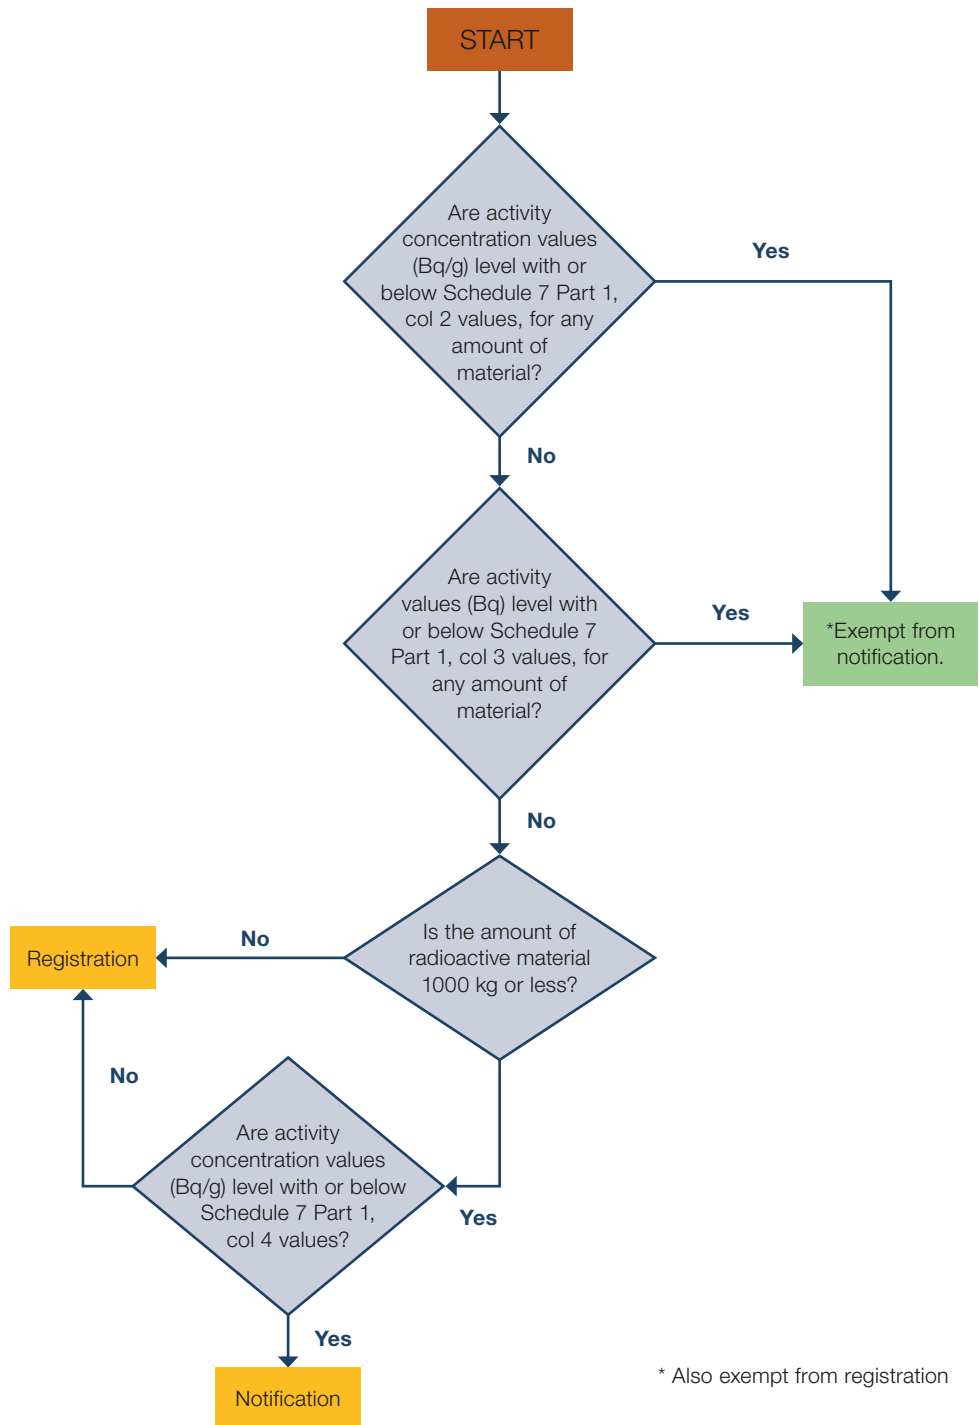 START
Are activity
concentration values
(Bq/g) level with or
below Schedule 7 Part 1,
col 2 values, for any
amount of
material?
Yes
No
Are activity
values (Bq) level with
or below Schedule 7
Part 1, col 3 values, for
any amount of
material?
Yes
*Exempt from
notification.
No
Is the amount of
radioactive material
1000 kg or less?
No
Registration
No
Are activity
concentration values
(Bq/g) level with or below
Schedule 7 Part 1,
col 4 values?
Yes
Yes
Notification
* Also exempt from registration